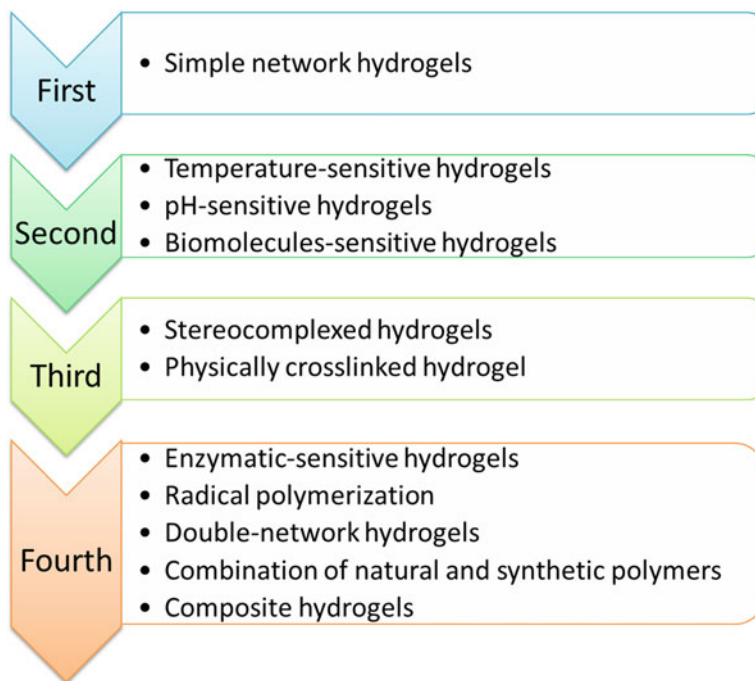 First
• Simple network hydrogels
Second
• Temperature-sensitive hydrogels
• pH-sensitive hydrogels
• Biomolecules-sensitive hydrogels
Third
• Stereocomplexed hydrogels
• Physically crosslinked hydrogel
Fourth
• Enzymatic-sensitive hydrogels
• Radical polymerization
• Double-network hydrogels
• Combination of natural and synthetic polymers
• Composite hydrogels